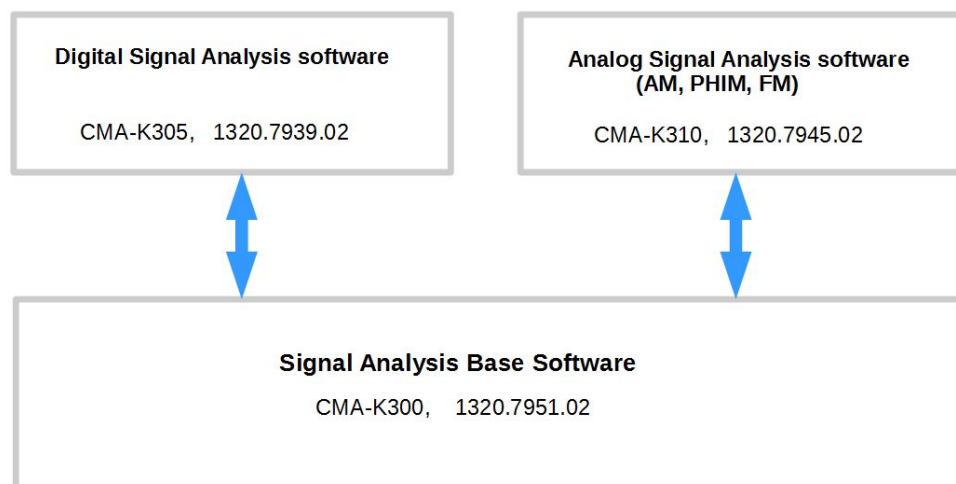 Digital Signal Analysis software
CMA-K305, 1320.7939.02
Analog Signal Analysis software
(AM, PHIM, FM)
CMA-K310, 1320.7945.02
Signal Analysis Base Software
CMA-K300, 1320.7951.02